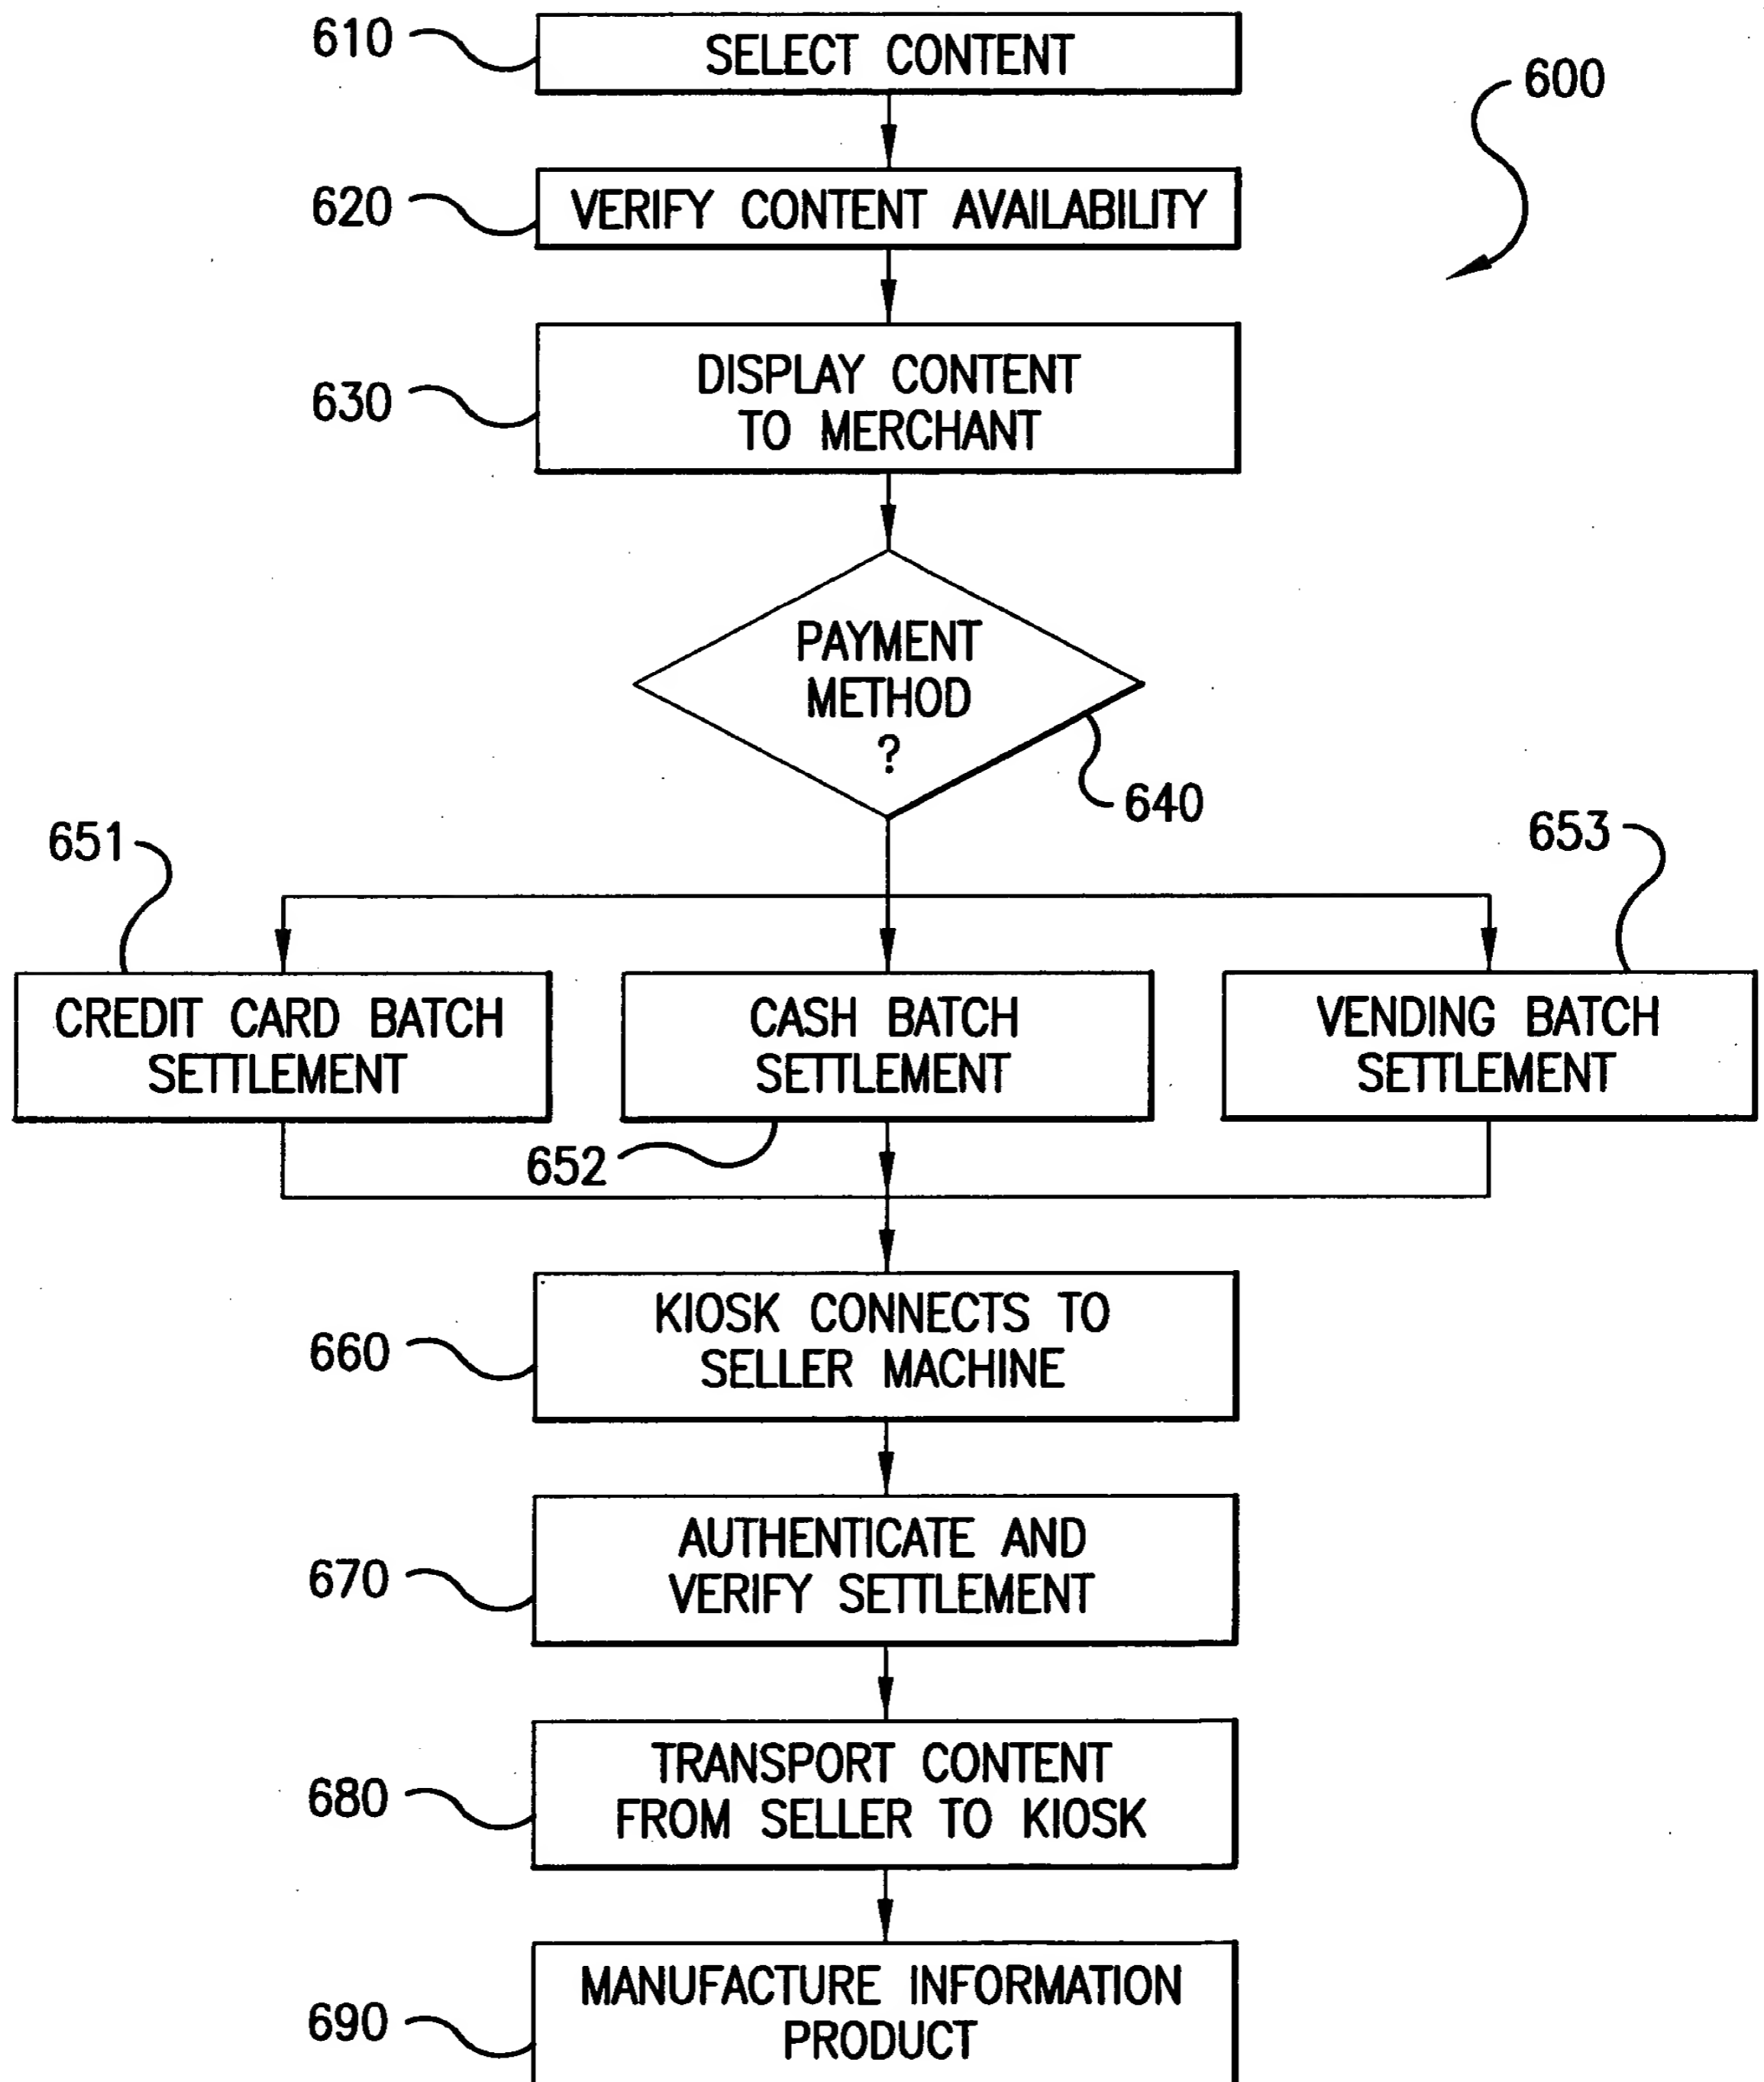 610
SELECT CONTENT
600
620
VERIFY CONTENT AVAILABILITY
630
DISPLAY CONTENT
TO MERCHANT
PAYMENT
METHOD
?
640
651
653
CREDIT CARD BATCH
SETTLEMENT
CASH BATCH
SETTLEMENT
VENDING BATCH
SETTLEMENT
652
660
KIOSK CONNECTS TO
SELLER MACHINE
670
AUTHENTICATE AND
VERIFY SETTLEMENT
680
TRANSPORT CONTENT
FROM SELLER TO KIOSK
690
MANUFACTURE INFORMATION
PRODUCT